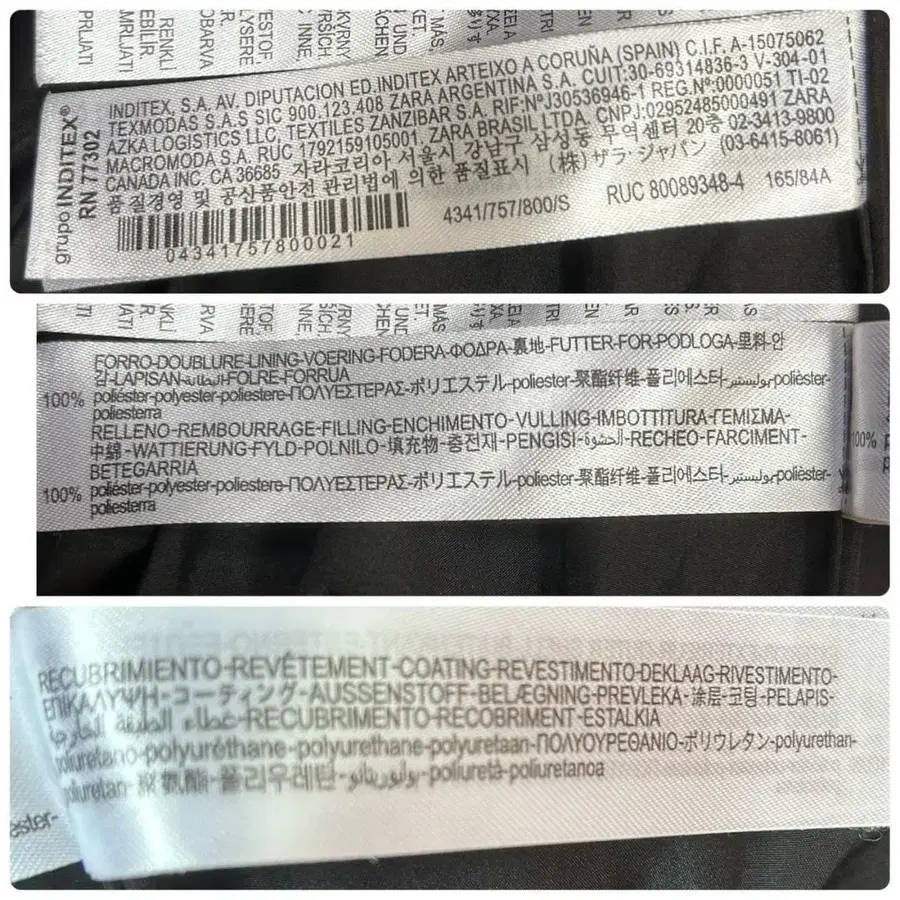 grupo INDITEX®
RN 77302
INDITEX, S.A. AV. DIPUTACION ED.INDITEX ARTEIXO A CORUÑA (SPAIN) C.I.F. A-15075062
TEXMODAS S.A.S SIC 900.123.408 ZARA ARGENTINA S.A. CUIT:30-69314836-3 V-304-01
AZKA LOGISTICS LLC, TEXTILES ZANZIBAR S.A. RIF:NºJ30536946-1 REG.Nº:0000051 TI-02
MACROMODA S.A. RUC 1792159105001. ZARA BRASIL LTDA. CNPJ:02952485000491 ZARA
CANADA INC. CA 36685 자라코리아 서울시 강남구 삼성동 무역센터 20층 02-3413-9800
품질경영 및 공산품안전 관리법에 의한 품질표시 (株) ザラ・ジャパン (03-6415-8061)
04341757800021
4341/757/800/S RUC 80089348-4 165/84A
FORRO-DOUBLURE-LINING-VOERING-FODERA-ΦΟΔΡΑ-裏地-FUTTER-FOR-PODLOGA-里料-안
감-LAPISAN-البطانة-FOLRE-FORRUA
100% poliéster-polyester-poliestere-ΠΟΛΥΕΣΤΕΡΑΣ-ポリエステル-poliester-聚酯纤维-폴리에스터-بوليستير-polièster-
poliesterra
RELLENO-REMBOURRAGE-FILLING-ENCHIMENTO-VULLING-IMBOTTITURA-ΓΕΜΙΣΜΑ-
中綿-WATTIERUNG-FYLD-POLNILO-填充物-충전재-PENGISI-الحشوة-RECHEO-FARCIMENT-
BETEGARRIA
100% poliéster-polyester-poliestere-ΠΟΛΥΕΣΤΕΡΑΣ-ポリエステル-poliester-聚酯纤维-폴리에스터-بوليستير-polièster-
poliesterra
100%
RECUBRIMIENTO-REVÊTEMENT-COATING-REVESTIMENTO-DEKLAAG-RIVESTIMENTO-
ΕΠΙΚΑΛΥΨΗ-コーティング-AUSSENSTOFF-BELÆGNING-PREVLEKA-涂层-코팅-PELAPIS-
غطاء الطبقة الخارجية-RECUBRIMENTO-RECOBRIMENT-ESTALKIA
poliuretano-polyuréthane-polyurethane-polyuretaan-ΠΟΛΥΟΥΡΕΘΑΝΙΟ-ポリウレタン-polyurethan-
poliuretan-聚氨酯-폴리우레탄-بوليوريثانو-poliuretà-poliuretanoa